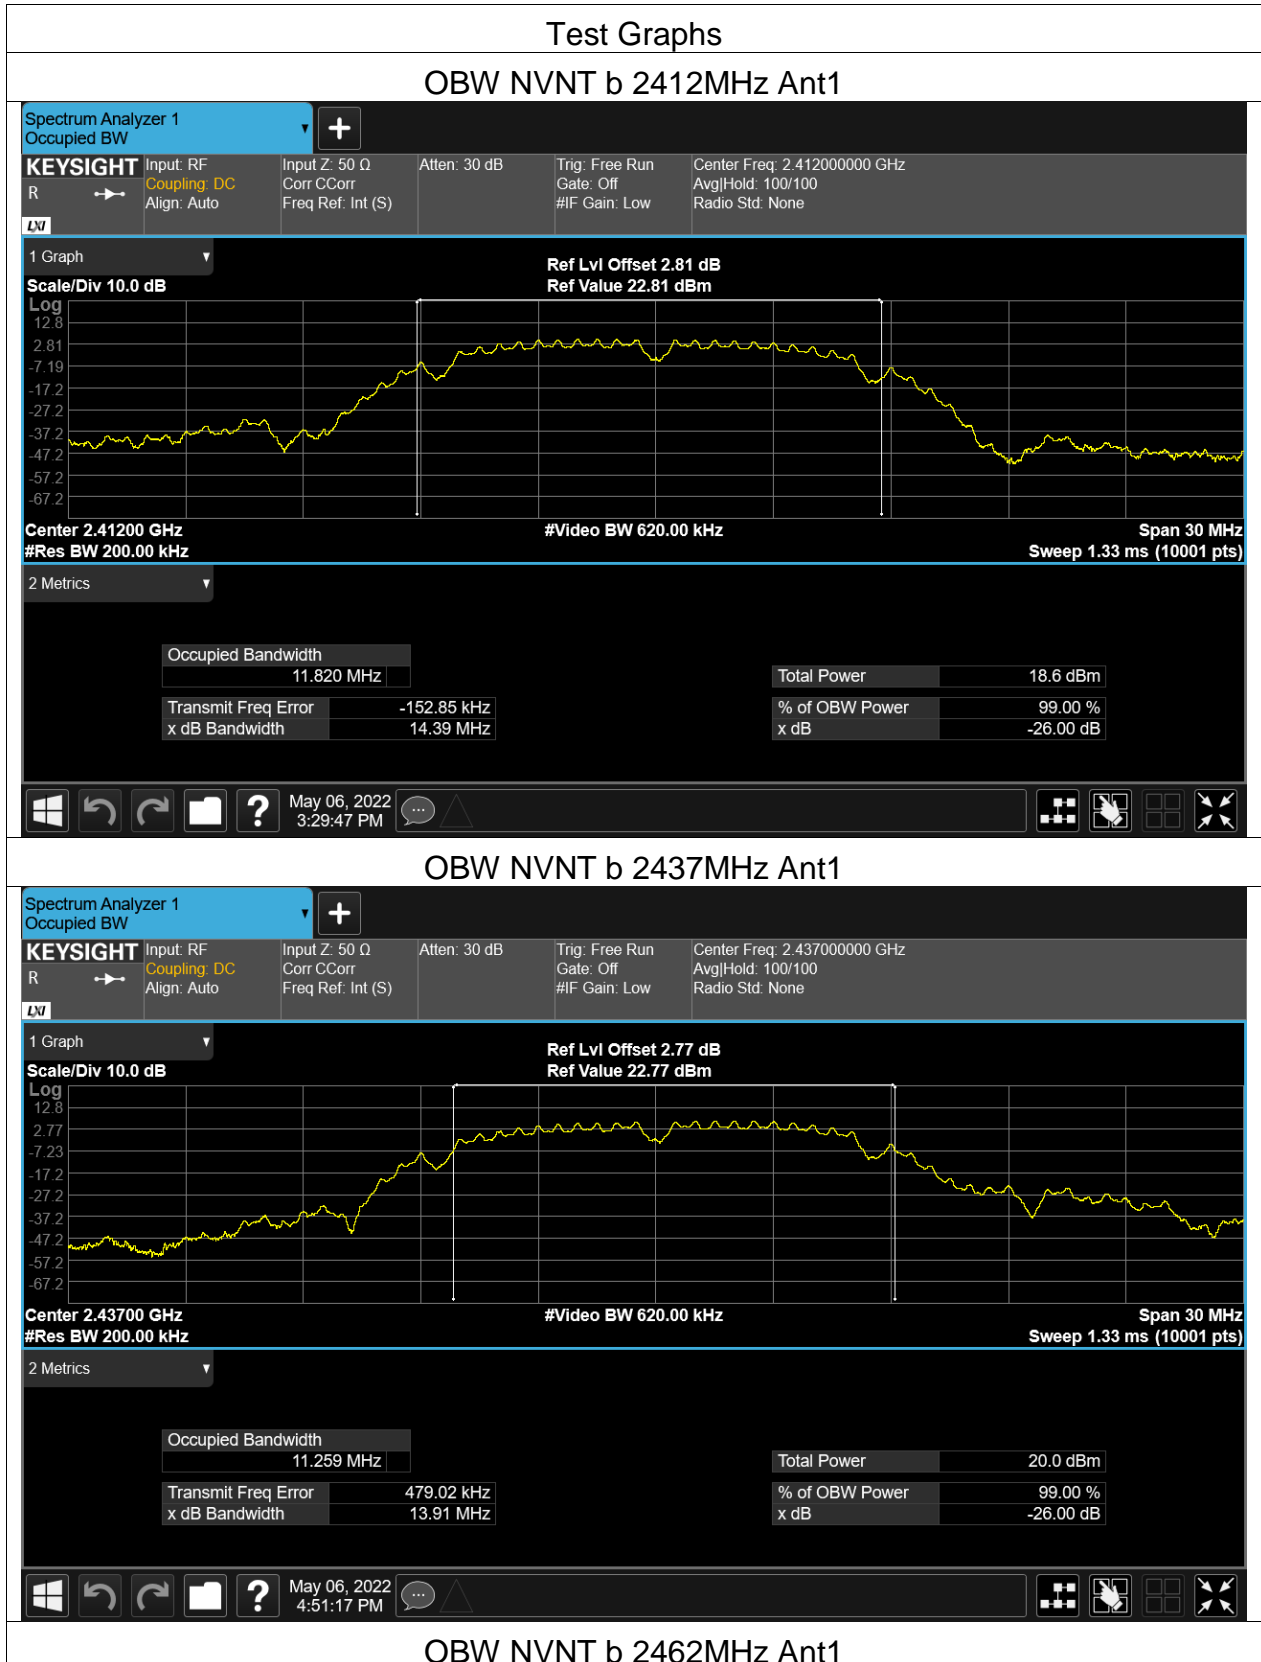 Test Graphs
OBW NVNT b 2412MHz Ant1
Spectrum Analyzer 1
Occupied BW
KEYSIGHT Input: RF Input Z: 50 Ω Atten: 30 dB Trig: Free Run Center Freq: 2.412000000 GHz
R Coupling: DC Corr CCorr Gate: Off Avg|Hold: 100/100
Align: Auto Freq Ref: Int (S) #IF Gain: Low Radio Std: None
LXI
1 Graph
Ref Lvl Offset 2.81 dB
Scale/Div 10.0 dB Ref Value 22.81 dBm
Log
12.8
2.81
-7.19
-17.2
-27.2
-37.2
-47.2
-57.2
-67.2
Center 2.41200 GHz #Video BW 620.00 kHz Span 30 MHz
#Res BW 200.00 kHz Sweep 1.33 ms (10001 pts)
2 Metrics
Occupied Bandwidth
11.820 MHz Total Power 18.6 dBm
Transmit Freq Error -152.85 kHz % of OBW Power 99.00 %
x dB Bandwidth 14.39 MHz x dB -26.00 dB
? May 06, 2022
3:29:47 PM
OBW NVNT b 2437MHz Ant1
Spectrum Analyzer 1
Occupied BW
KEYSIGHT Input: RF Input Z: 50 Ω Atten: 30 dB Trig: Free Run Center Freq: 2.437000000 GHz
R Coupling: DC Corr CCorr Gate: Off Avg|Hold: 100/100
Align: Auto Freq Ref: Int (S) #IF Gain: Low Radio Std: None
LXI
1 Graph
Ref Lvl Offset 2.77 dB
Scale/Div 10.0 dB Ref Value 22.77 dBm
Log
12.8
2.77
-7.23
-17.2
-27.2
-37.2
-47.2
-57.2
-67.2
Center 2.43700 GHz #Video BW 620.00 kHz Span 30 MHz
#Res BW 200.00 kHz Sweep 1.33 ms (10001 pts)
2 Metrics
Occupied Bandwidth
11.259 MHz Total Power 20.0 dBm
Transmit Freq Error 479.02 kHz % of OBW Power 99.00 %
x dB Bandwidth 13.91 MHz x dB -26.00 dB
? May 06, 2022
4:51:17 PM
OBW NVNT b 2462MHz Ant1